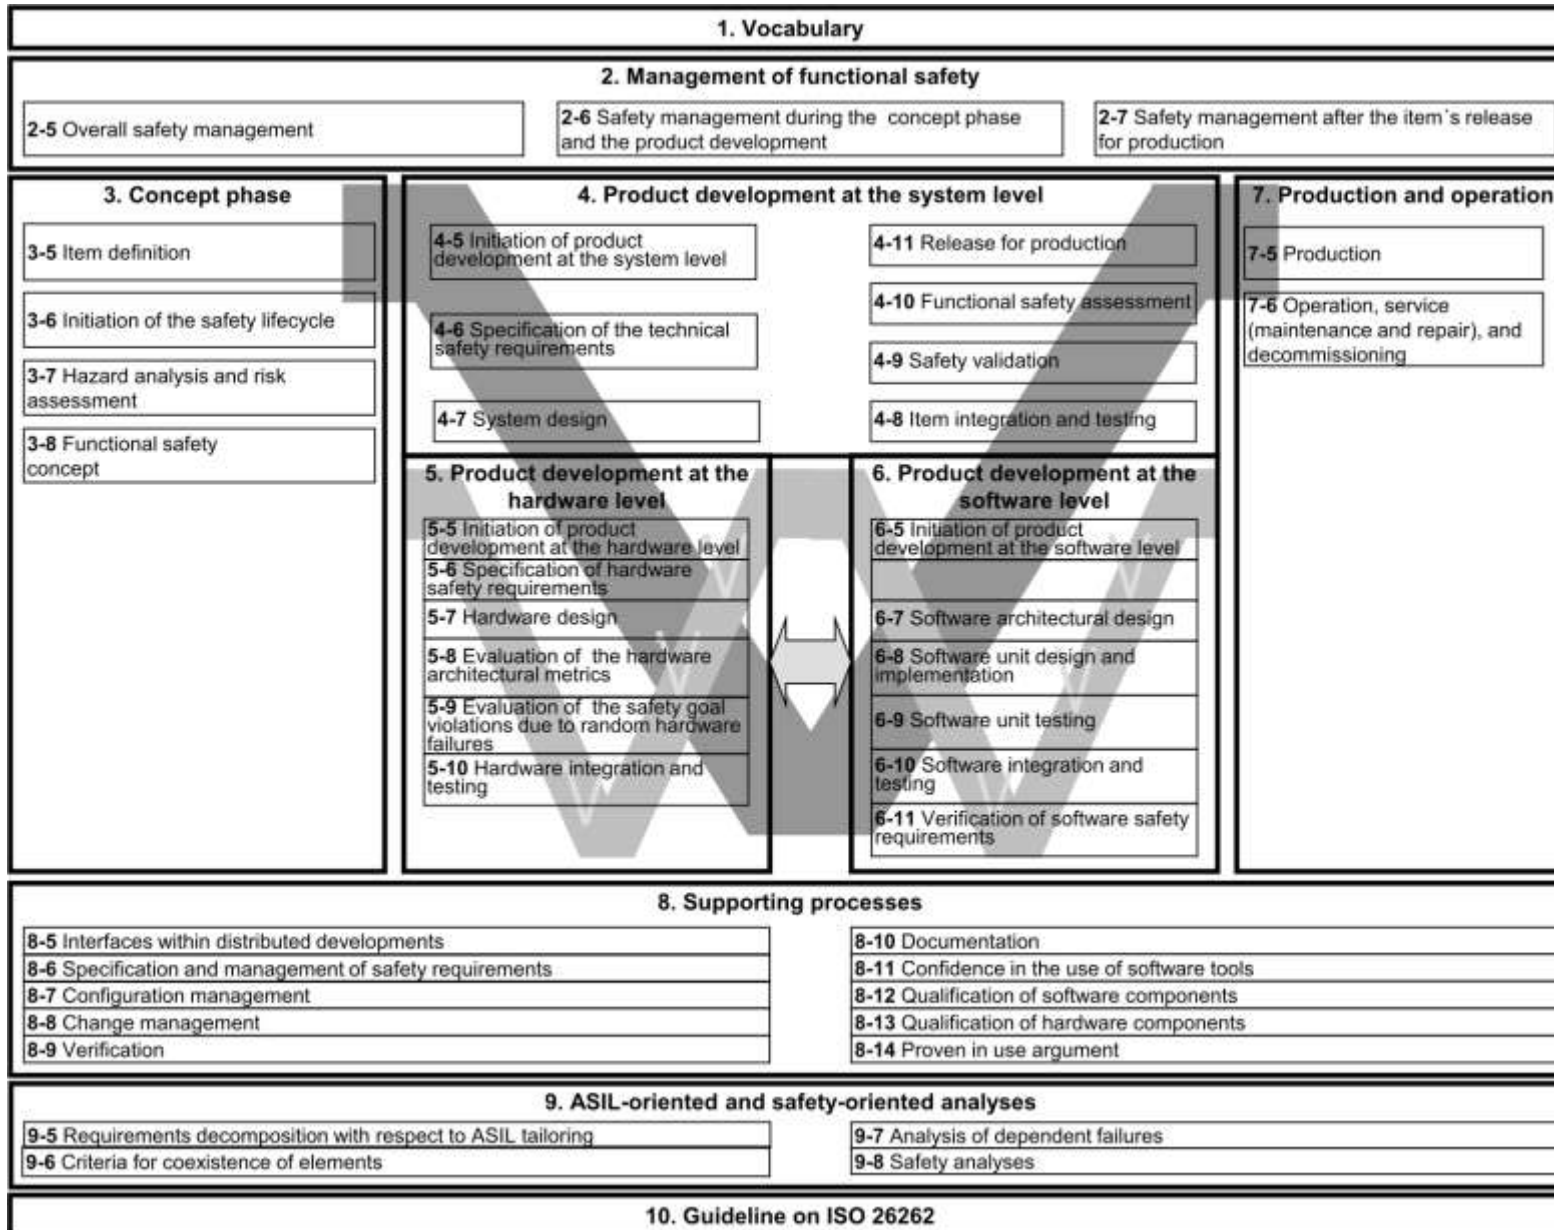 1. Vocabulary
2. Management of functional safety
2-5 Overall safety management
2-6 Safety management during the concept phase
and the product development
2-7 Safety management after the item´s release
for production
3. Concept phase
3-5 Item definition
3-6 Initiation of the safety lifecycle
3-7 Hazard analysis and risk
assessment
3-8 Functional safety
concept
4. Product development at the system level
4-5 Initiation of product
development at the system level
4-6 Specification of the technical
safety requirements
4-7 System design
4-11 Release for production
4-10 Functional safety assessment
4-9 Safety validation
4-8 Item integration and testing
7. Production and operation
7-5 Production
7-6 Operation, service
(maintenance and repair), and
decommissioning
5. Product development at the
hardware level
5-5 Initiation of product
development at the hardware level
5-6 Specification of hardware
safety requirements
5-7 Hardware design
5-8 Evaluation of the hardware
architectural metrics
5-9 Evaluation of the safety goal
violations due to random hardware
failures
5-10 Hardware integration and
testing
6. Product development at the
software level
6-5 Initiation of product
development at the software level
6-7 Software architectural design
6-8 Software unit design and
implementation
6-9 Software unit testing
6-10 Software integration and
testing
6-11 Verification of software safety
requirements
8. Supporting processes
8-5 Interfaces within distributed developments
8-6 Specification and management of safety requirements
8-7 Configuration management
8-8 Change management
8-9 Verification
8-10 Documentation
8-11 Confidence in the use of software tools
8-12 Qualification of software components
8-13 Qualification of hardware components
8-14 Proven in use argument
9. ASIL-oriented and safety-oriented analyses
9-5 Requirements decomposition with respect to ASIL tailoring
9-6 Criteria for coexistence of elements
9-7 Analysis of dependent failures
9-8 Safety analyses
10. Guideline on ISO 26262